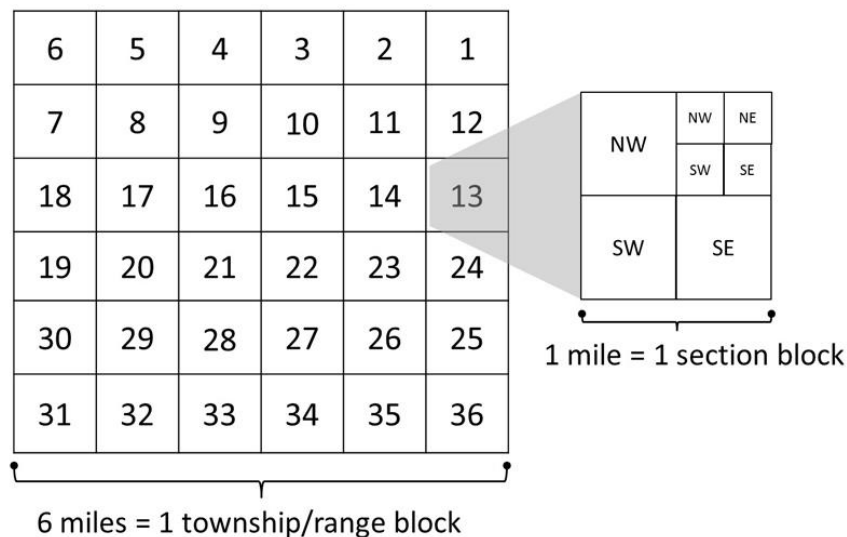 6 5 4 3 2 1
7 8 9 10 11 12
18 17 16 15 14 13
19 20 21 22 23 24
30 29 28 27 26 25
31 32 33 34 35 36
6 miles = 1 township/range block
NW NW NE
SW SE
SW SE
1 mile = 1 section block